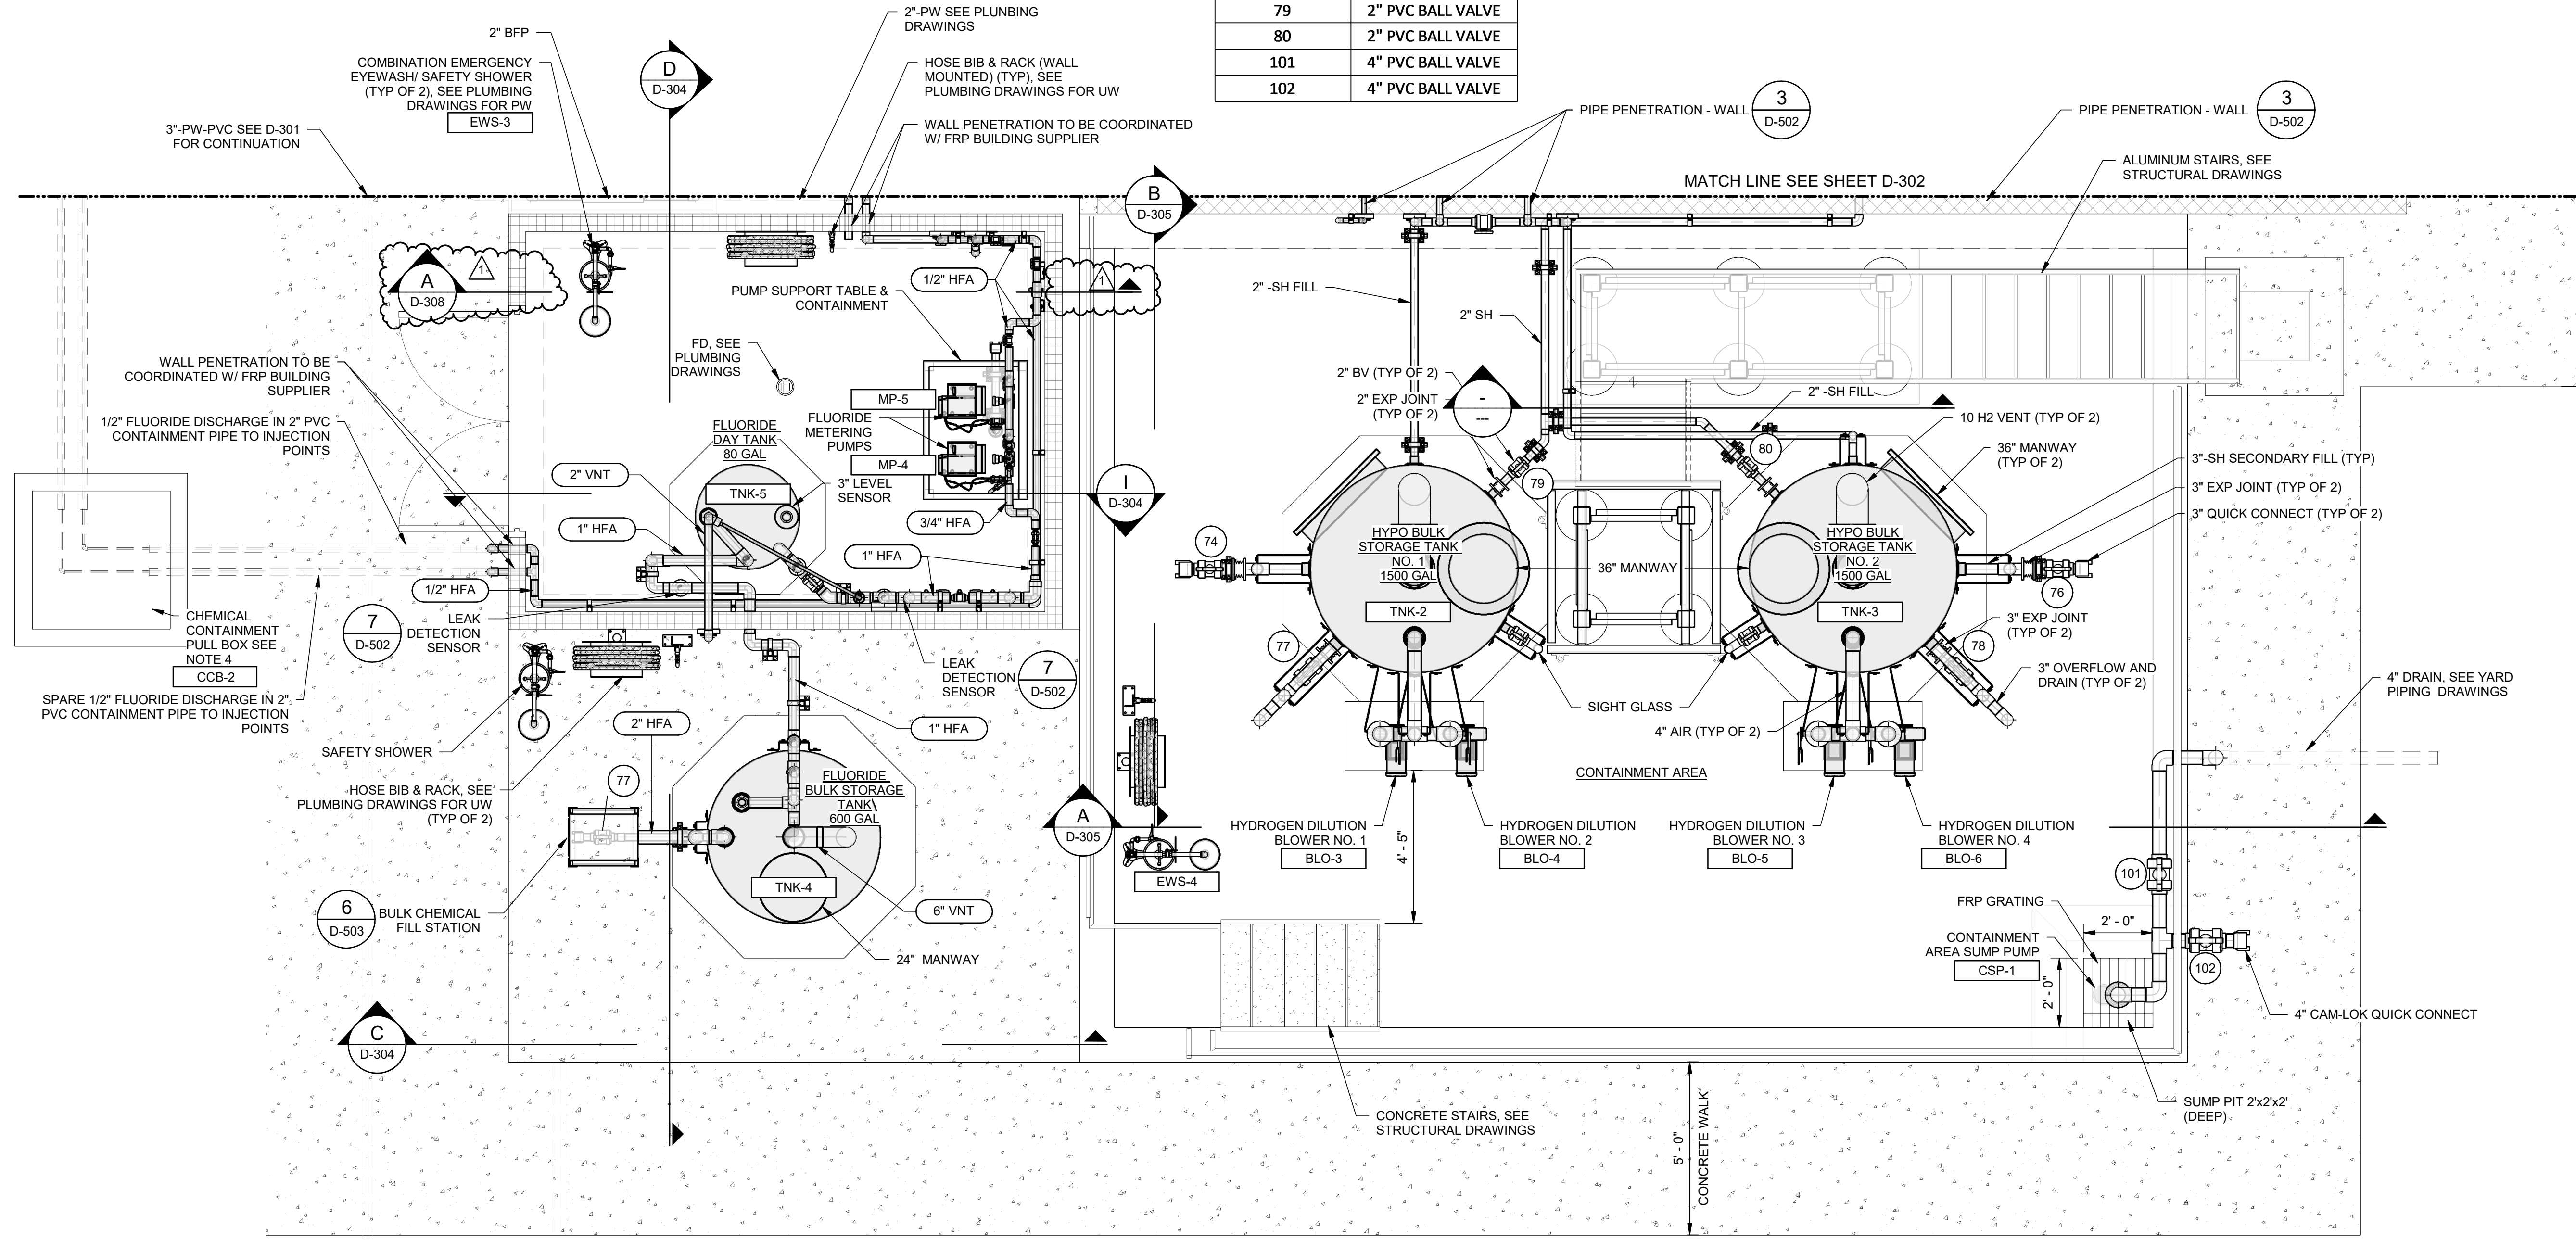 79 2" PVC BALL VALVE
80 2" PVC BALL VALVE
101 4" PVC BALL VALVE
102 4" PVC BALL VALVE
2"-PW SEE PLUNBING
DRAWINGS
2" BFP
COMBINATION EMERGENCY
EYEWASH/ SAFETY SHOWER
(TYP OF 2), SEE PLUMBING
DRAWINGS FOR PW
EWS-3
D
D-304
HOSE BIB & RACK (WALL
MOUNTED) (TYP), SEE
PLUMBING DRAWINGS FOR UW
WALL PENETRATION TO BE COORDINATED
W/ FRP BUILDING SUPPLIER
3"-PW-PVC SEE D-301
FOR CONTINUATION
PIPE PENETRATION - WALL
3
D-502
PIPE PENETRATION - WALL
3
D-502
ALUMINUM STAIRS, SEE
STRUCTURAL DRAWINGS
MATCH LINE SEE SHEET D-302
B
D-305
A
D-308
1
1
1/2" HFA
PUMP SUPPORT TABLE &
CONTAINMENT
2" -SH FILL
2" SH
FD, SEE
PLUMBING
DRAWINGS
WALL PENETRATION TO BE
COORDINATED W/ FRP BUILDING
SUPPLIER
1/2" FLUORIDE DISCHARGE IN 2" PVC
CONTAINMENT PIPE TO INJECTION
POINTS
MP-5
FLUORIDE
METERING
PUMPS
MP-4
FLUORIDE
DAY TANK
80 GAL
2" VNT
TNK-5
3" LEVEL
SENSOR
3/4" HFA
1" HFA
1" HFA
1/2" HFA
I
D-304
2" BV (TYP OF 2)
2" EXP JOINT
(TYP OF 2)
-
---
2" -SH FILL
10 H2 VENT (TYP OF 2)
36" MANWAY
(TYP OF 2)
3"-SH SECONDARY FILL (TYP)
3" EXP JOINT (TYP OF 2)
3" QUICK CONNECT (TYP OF 2)
80
79
74
76
HYPO BULK
STORAGE TANK
NO. 1
1500 GAL
TNK-2
36" MANWAY
HYPO BULK
STORAGE TANK
NO. 2
1500 GAL
TNK-3
77
78
3" EXP JOINT
(TYP OF 2)
3" OVERFLOW AND
DRAIN (TYP OF 2)
4" DRAIN, SEE YARD
PIPING DRAWINGS
SIGHT GLASS
4" AIR (TYP OF 2)
CONTAINMENT AREA
CHEMICAL
CONTAINMENT
PULL BOX SEE
NOTE 4
CCB-2
7
D-502
LEAK
DETECTION
SENSOR
LEAK
DETECTION
SENSOR
7
D-502
SPARE 1/2" FLUORIDE DISCHARGE IN 2"
PVC CONTAINMENT PIPE TO INJECTION
POINTS
SAFETY SHOWER
HOSE BIB & RACK, SEE
PLUMBING DRAWINGS FOR UW
(TYP OF 2)
2" HFA
1" HFA
77
FLUORIDE
BULK STORAGE
TANK\
600 GAL
TNK-4
6" VNT
24" MANWAY
6
D-503
BULK CHEMICAL
FILL STATION
C
D-304
A
D-305
EWS-4
HYDROGEN DILUTION
BLOWER NO. 1
BLO-3
4' - 5"
HYDROGEN DILUTION
BLOWER NO. 2
BLO-4
HYDROGEN DILUTION
BLOWER NO. 3
BLO-5
HYDROGEN DILUTION
BLOWER NO. 4
BLO-6
101
FRP GRATING
2' - 0"
CONTAINMENT
AREA SUMP PUMP
CSP-1
2' - 0"
102
4" CAM-LOK QUICK CONNECT
SUMP PIT 2'x2'x2'
(DEEP)
CONCRETE STAIRS, SEE
STRUCTURAL DRAWINGS
5' - 0"
CONCRETE WALK